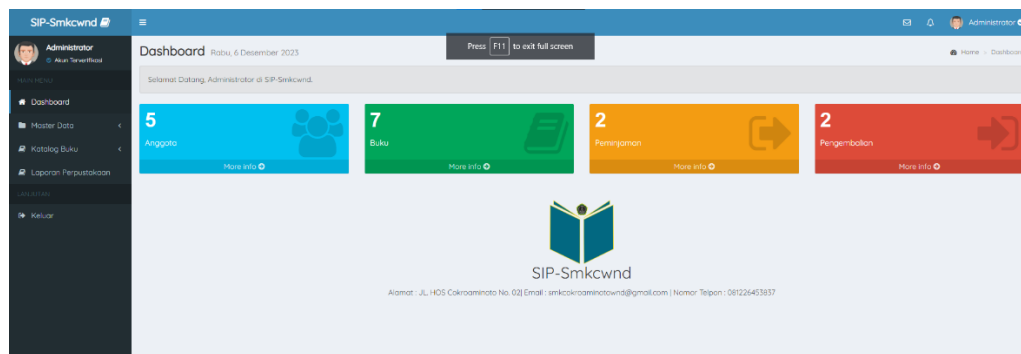 SIP-Smkcwnd
Administrator
Administrator
Akun Terverifikasi
Dashboard Rabu, 6 Desember 2023
Press F11 to exit full screen
Home > Dashboard
MAIN MENU
Selamat Datang, Administrator di SIP-Smkcwnd.
Dashboard
Master Data
Katalog Buku
Laporan Perpustakaan
LANJUTAN
Keluar
5
Anggota
More info
7
Buku
More info
2
Peminjaman
More info
2
Pengembalian
More info
SIP-Smkcwnd
Alamat : JL. HOS Cokroaminoto No. 02| Email : smkcokroaminotownd@gmail.com | Nomor Telpon : 081226453837